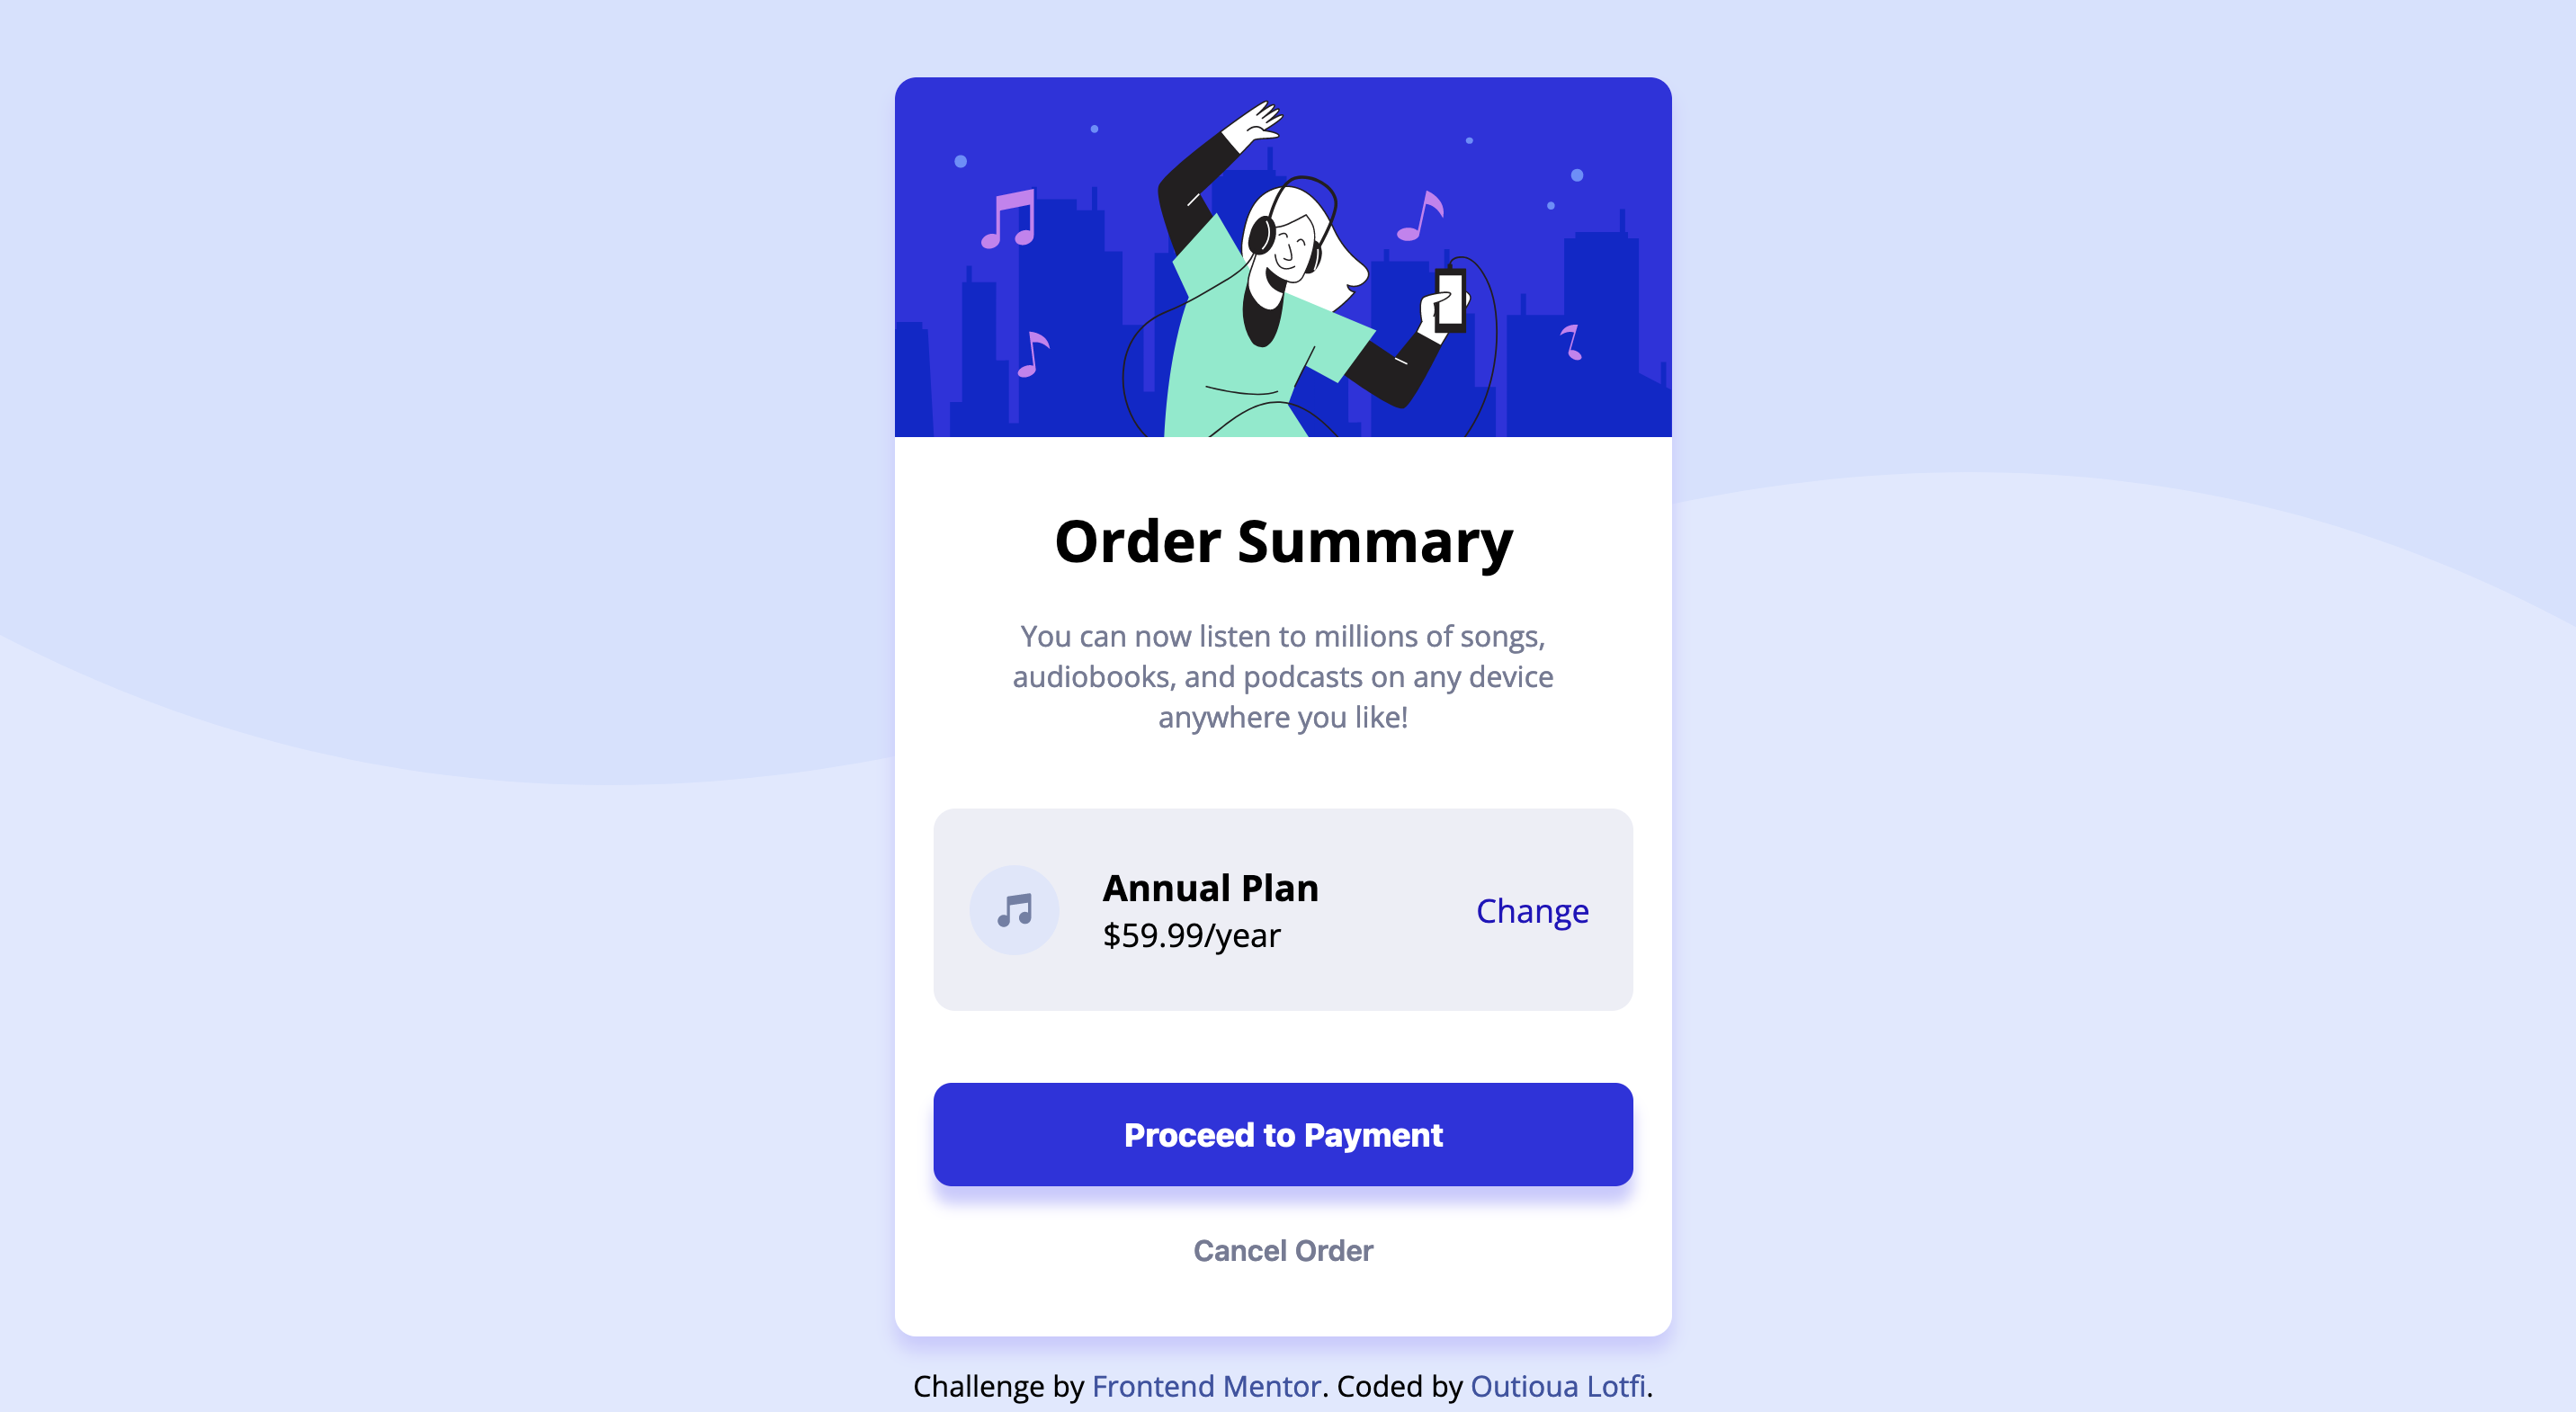 Order Summary
You can now listen to millions of songs,
audiobooks, and podcasts on any device
anywhere you like!
Annual Plan
$59.99/year
Change
Proceed to Payment
Cancel Order
Challenge by Frontend Mentor. Coded by Outioua Lotfi.